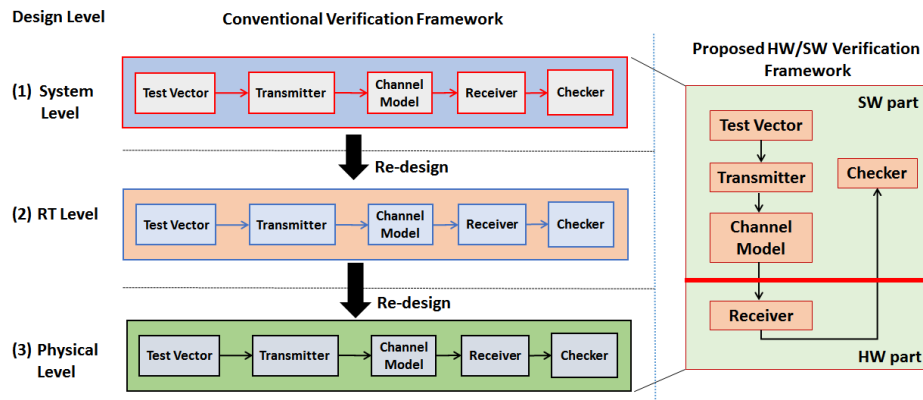 Design Level
Conventional Verification Framework
(1) System
Level
Test Vector
Transmitter
Channel
Model
Receiver
Checker
Re-design
(2) RT Level
Test Vector
Transmitter
Channel
Model
Receiver
Checker
Re-design
(3) Physical
Level
Test Vector
Transmitter
Channel
Model
Receiver
Checker
Proposed HW/SW Verification
Framework
SW part
Test Vector
Transmitter
Checker
Channel
Model
Receiver
HW part